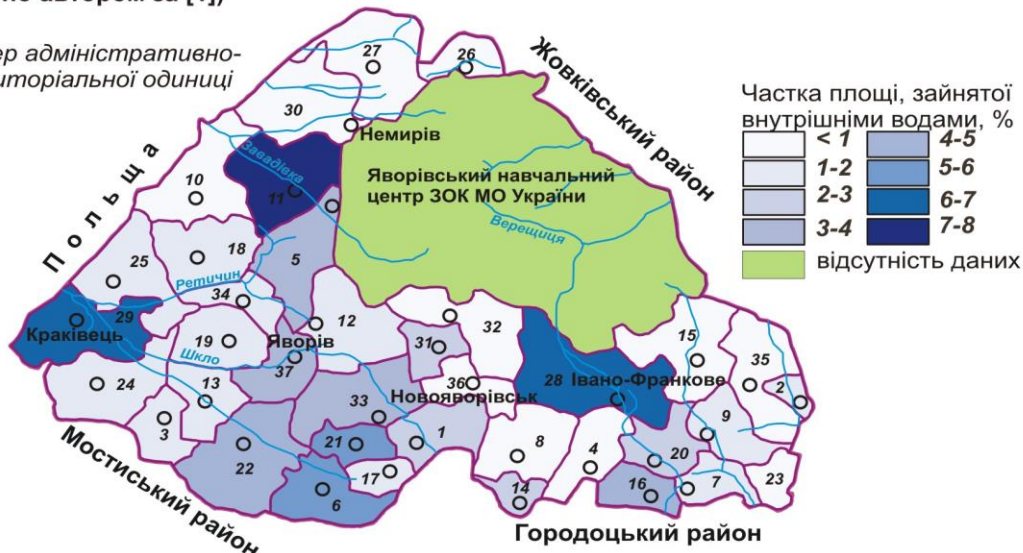 но автором за [1])
ер адміністративно-
иторіальної одиниці
27
26
Жовківський район
30
Немирів
Частка площі, зайнятої
внутрішніми водами, %
< 1
4-5
1-2
5-6
2-3
6-7
3-4
7-8
відсутність даних
Польща
Завадівка
10
11
Яворівський навчальний
центр ЗОК МО України
Верещиця
18
5
25
Ретичин
34
29
Краківець
12
32
15
19
Яворів
31
35
Шкло
37
36
28
Івано-Франкове
2
24
13
Новояворівськ
33
9
3
21
1
8
4
20
22
17
6
14
16
7
23
Мостиський район
Городоцький район